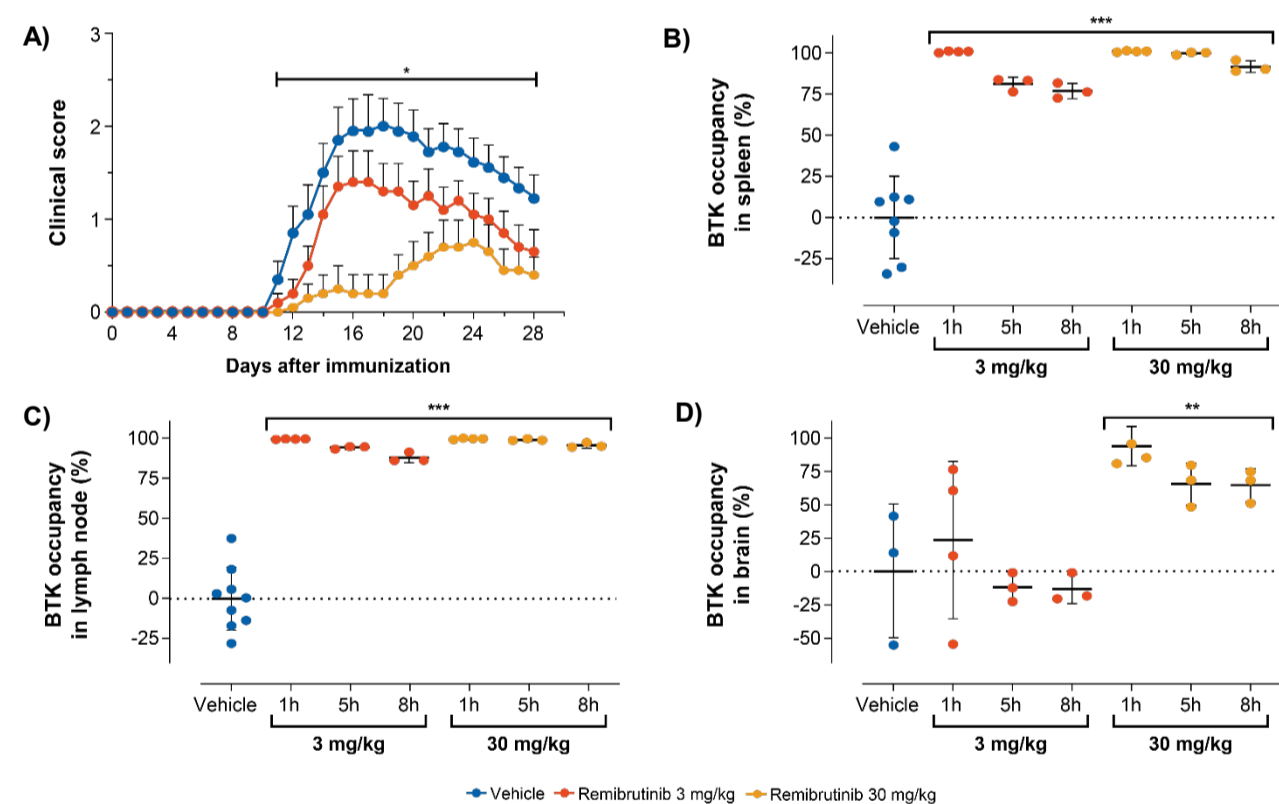 A)
3
2
1
0
Clinical score
*
0 4 8 12 16 20 24 28
Days after immunization
B)
***
100
75
50
25
0
-25
BTK occupancy
in spleen (%)
Vehicle 1h 5h 8h 1h 5h 8h
3 mg/kg 30 mg/kg
C)
***
100
75
50
25
0
-25
BTK occupancy
in lymph node (%)
Vehicle 1h 5h 8h 1h 5h 8h
3 mg/kg 30 mg/kg
D)
**
100
75
50
25
0
-25
-50
BTK occupancy
in brain (%)
Vehicle 1h 5h 8h 1h 5h 8h
3 mg/kg 30 mg/kg
Vehicle Remibrutinib 3 mg/kg Remibrutinib 30 mg/kg